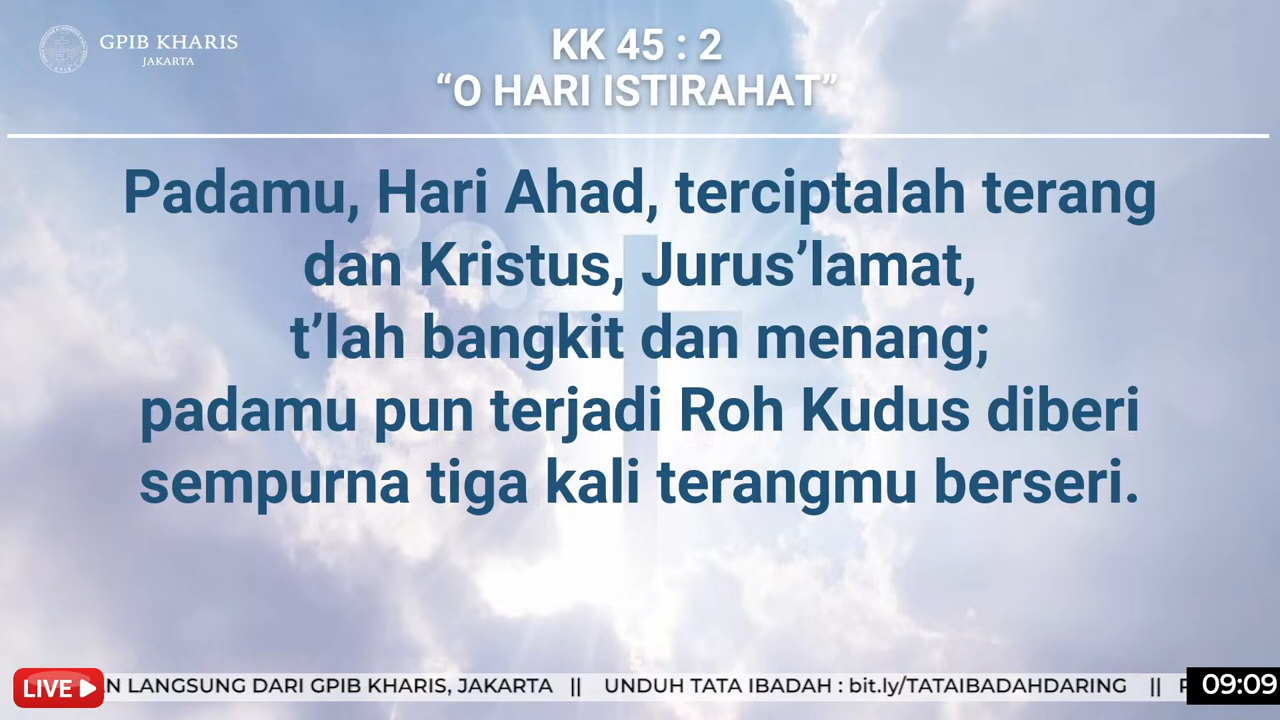 GPIB KHARIS
JAKARTA
KK 45 : 2
“O HARI ISTIRAHAT”
Padamu, Hari Ahad, terciptalah terang
dan Kristus, Jurus’lamat,
t’lah bangkit dan menang;
padamu pun terjadi Roh Kudus diberi
sempurna tiga kali terangmu berseri.
LIVE
N LANGSUNG DARI GPIB KHARIS, JAKARTA || UNDUH TATA IBADAH : bit.ly/TATAIBADAHDARING ||
09:09